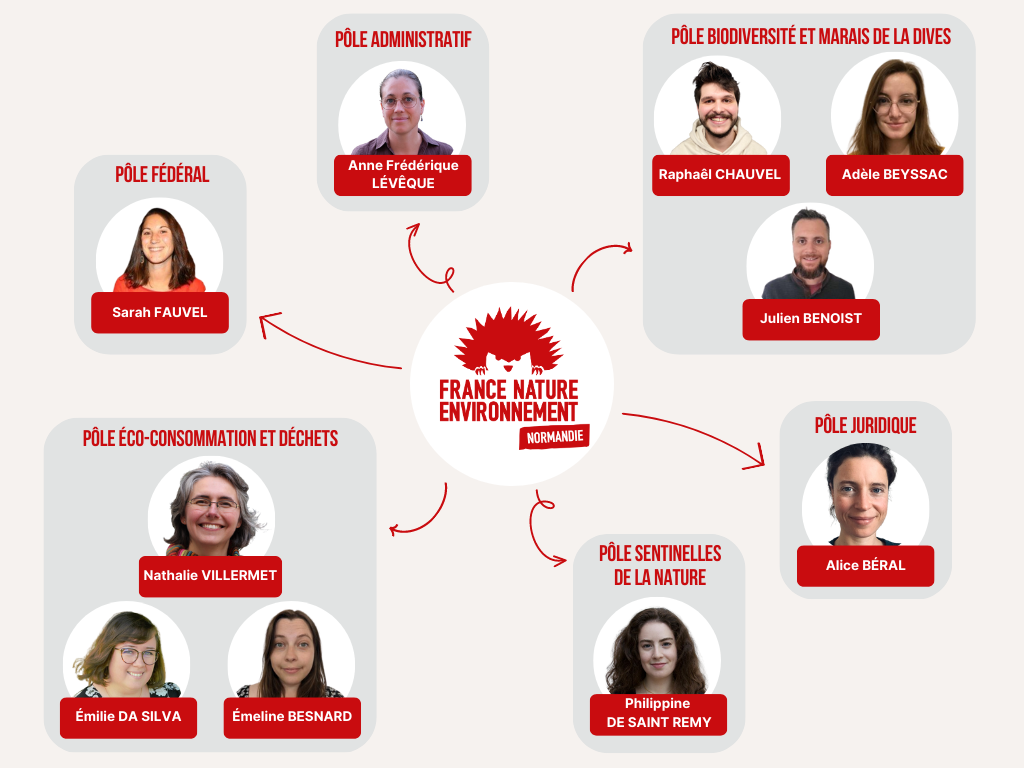 PÔLE ADMINISTRATIF
Anne Frédérique
LÉVÊQUE
PÔLE BIODIVERSITÉ ET MARAIS DE LA DIVES
Raphaêl CHAUVEL
Adèle BEYSSAC
Julien BENOIST
PÔLE FÉDÉRAL
Sarah FAUVEL
FRANCE NATURE
ENVIRONNEMENT
NORMANDIE
PÔLE ÉCO-CONSOMMATION ET DÉCHETS
Nathalie VILLERMET
Émilie DA SILVA
Émeline BESNARD
PÔLE JURIDIQUE
Alice BÉRAL
PÔLE SENTINELLES
DE LA NATURE
Philippine
DE SAINT REMY